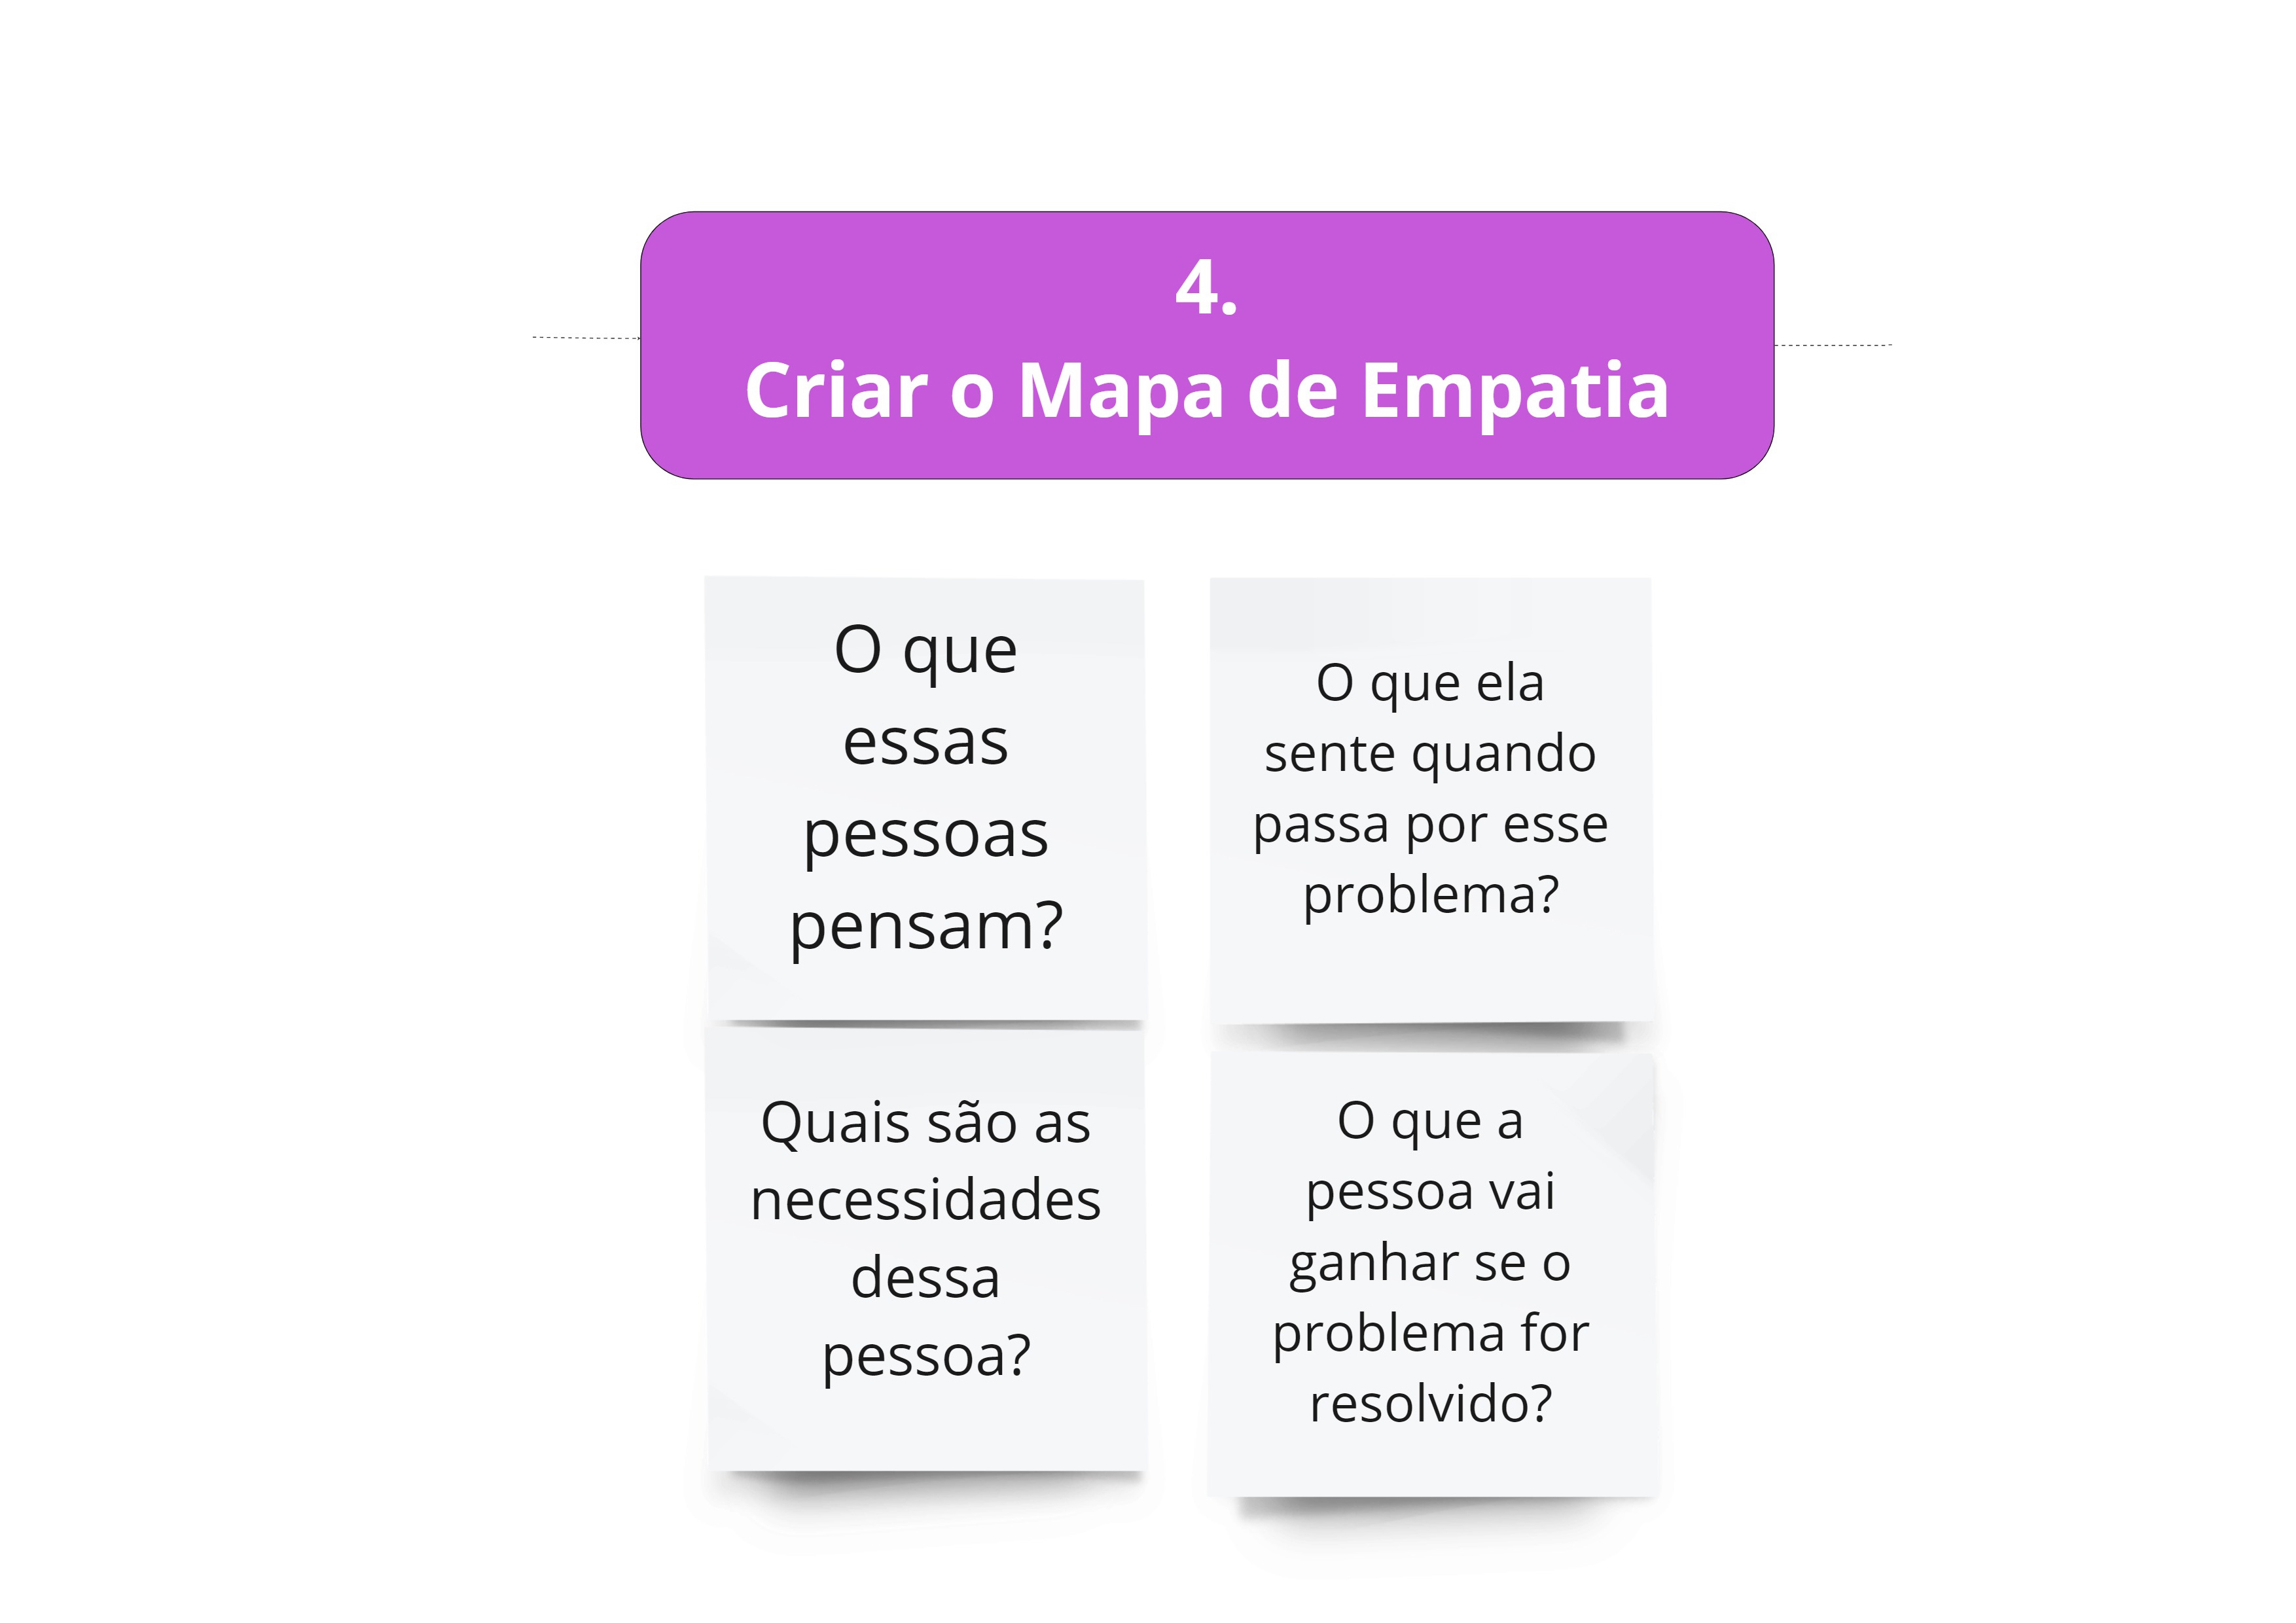 4.
Criar o Mapa de Empatia
O que
essas
pessoas
pensam?
O que ela
sente quando
passa por esse
problema?
Quais são as
necessidades
dessa
pessoa?
O que a
pessoa vai
ganhar se o
problema for
resolvido?